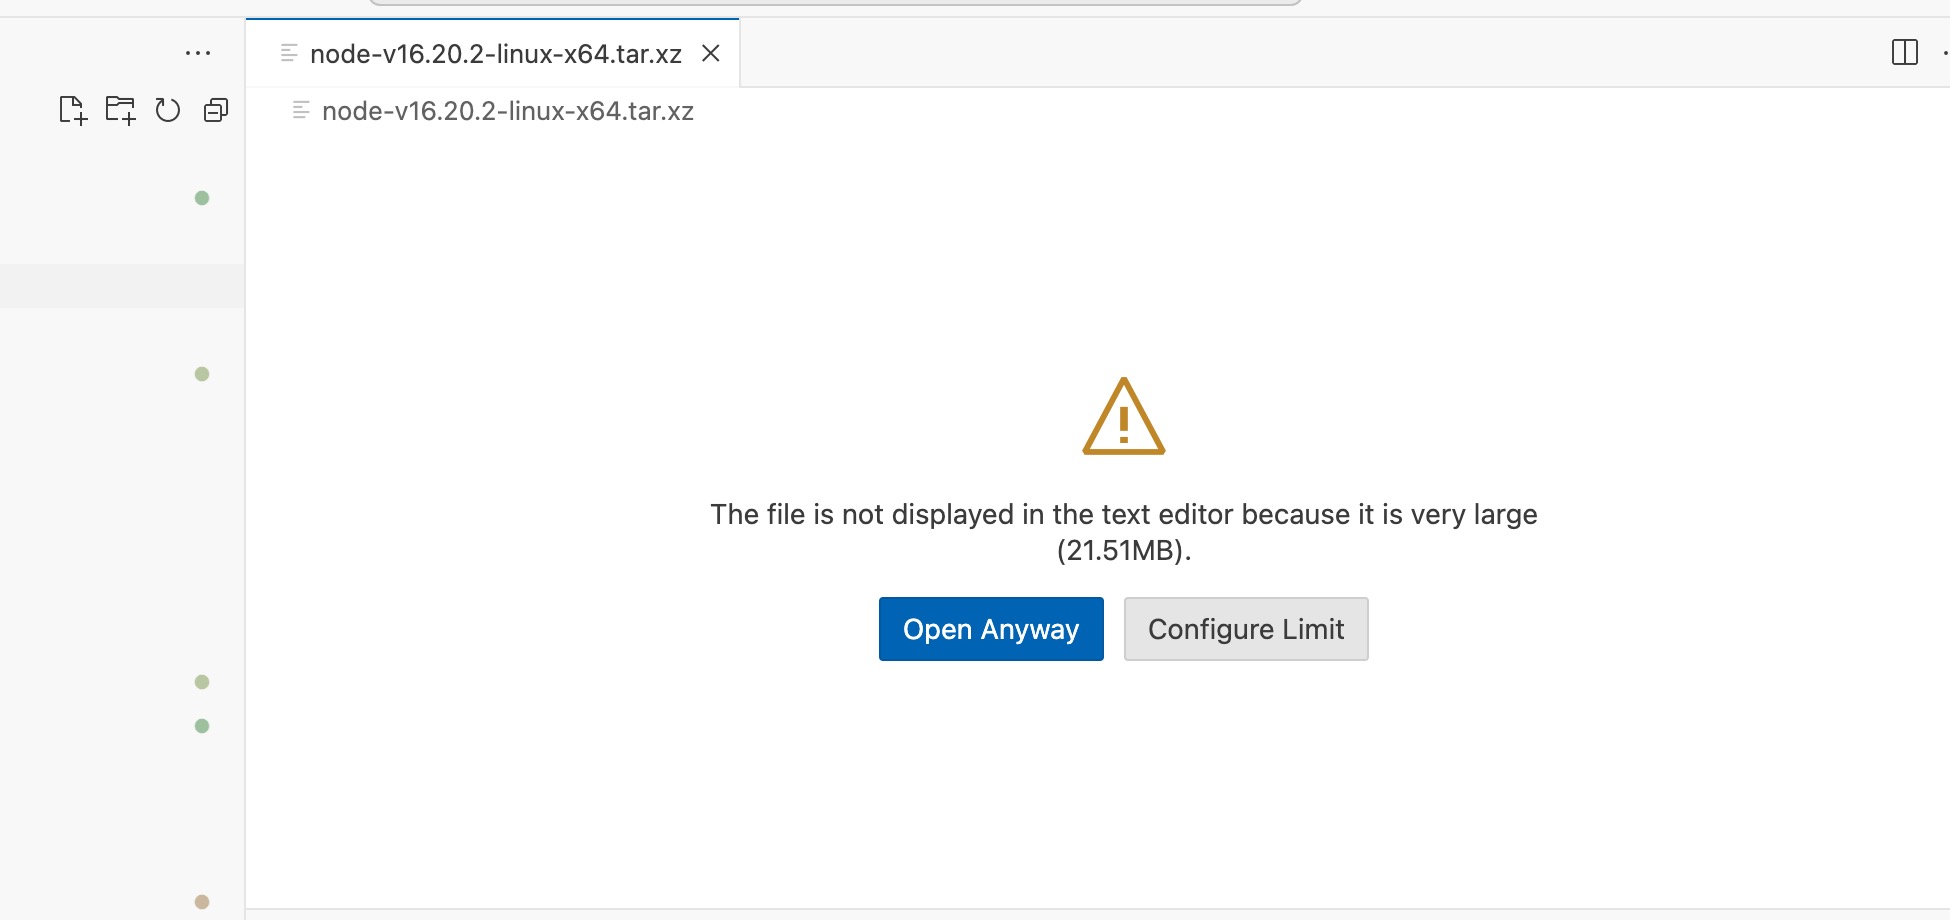 node-v16.20.2-linux-x64.tar.xz
node-v16.20.2-linux-x64.tar.xz
The file is not displayed in the text editor because it is very large
(21.51MB).
Open Anyway
Configure Limit